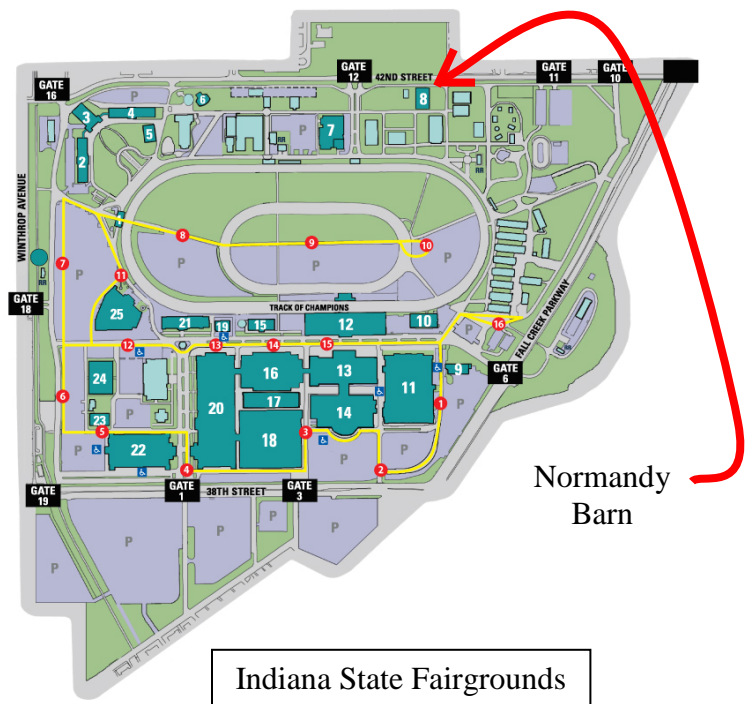 GATE
12
42ND STREET
GATE
11
GATE
10
GATE
16
P
6
8
3
4
5
7
P
P
RR
2
RR
WINTHROP AVENUE
8
9
10
7
P
P
P
11
RR
GATE
18
TRACK OF CHAMPIONS
25
21
19
15
12
10
16
P
FALL CREEK PARKWAY
RR
12
13
14
15
GATE
6
9
24
16
13
11
6
20
17
1
P
P
23
14
5
22
18
3
P
P
P
4
2
Normandy
Barn
GATE
19
GATE
1
38TH STREET
GATE
3
P
P
P
P
P
Indiana State Fairgrounds